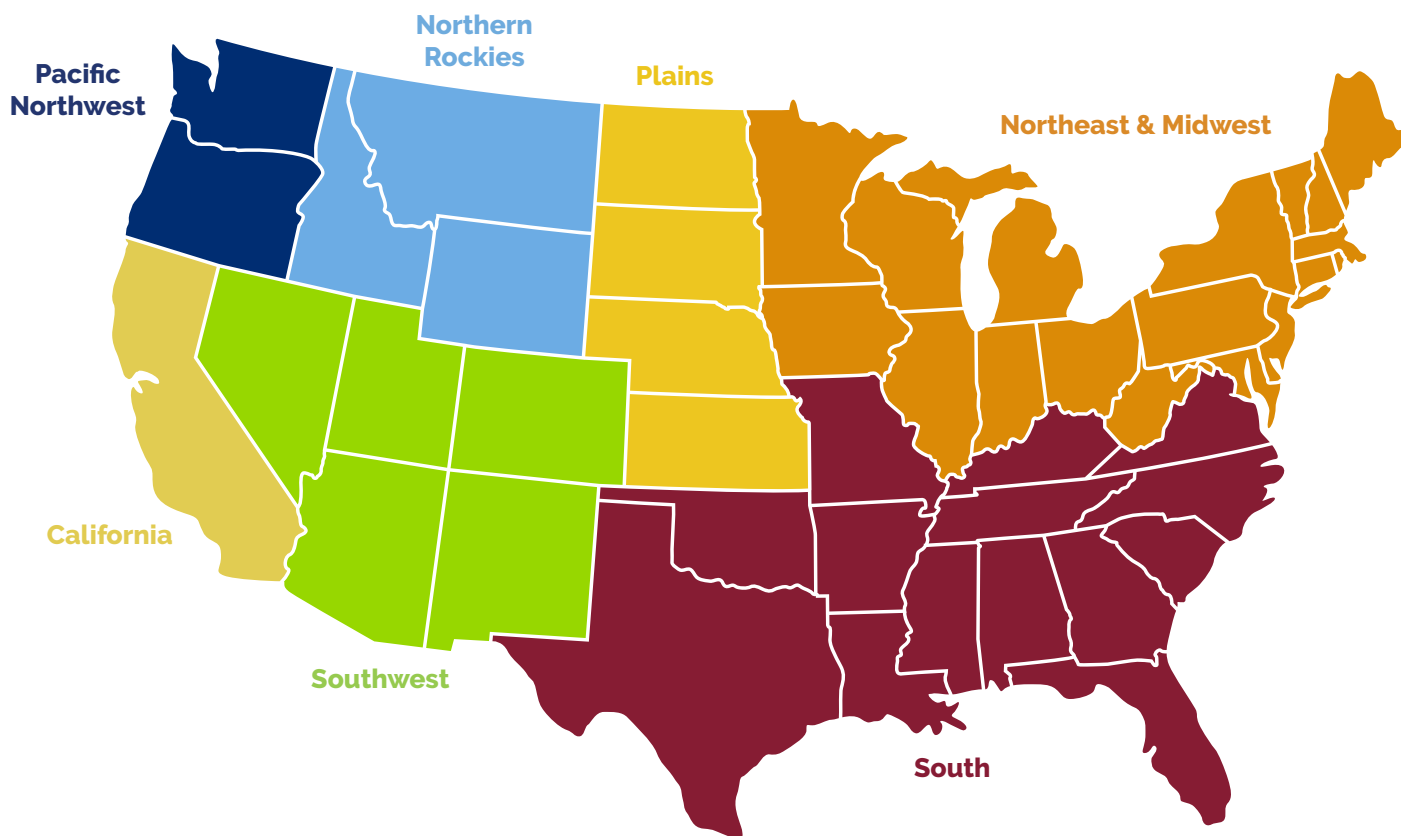 Northern
Rockies
Pacific
Northwest
Plains
Northeast & Midwest
California
Southwest
South